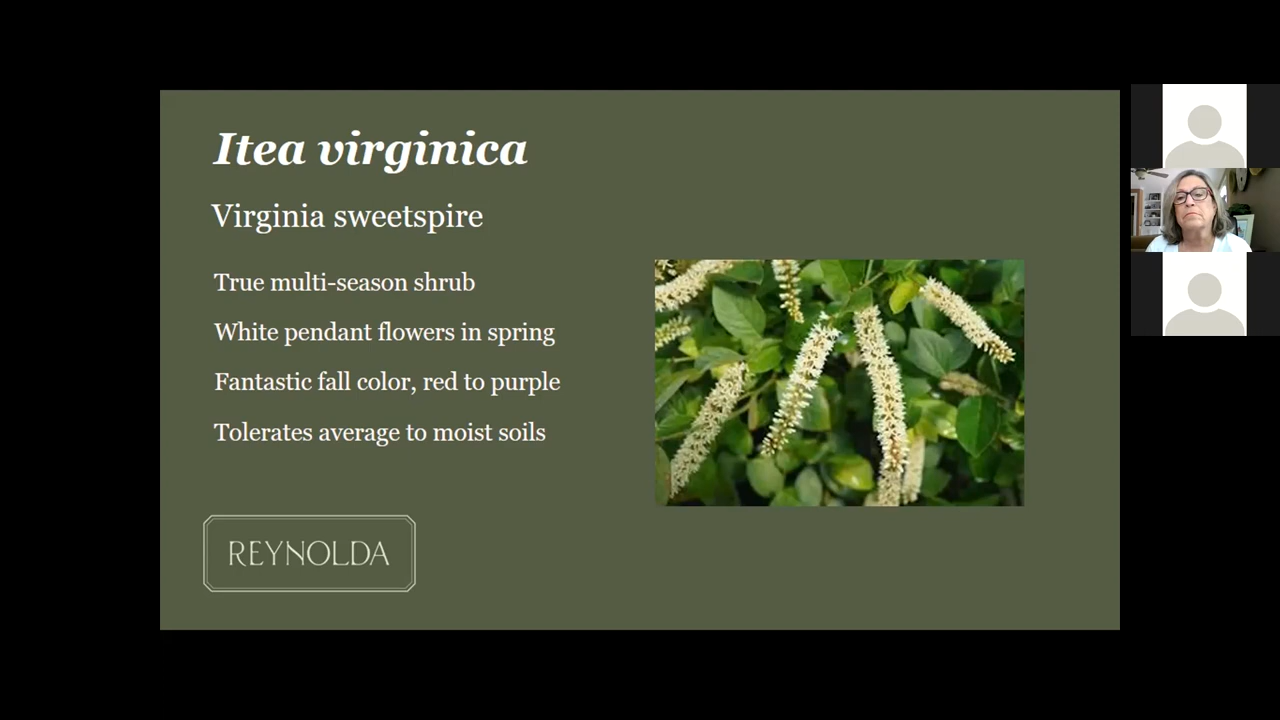 Itea virginica
Virginia sweetspire
True multi-season shrub
White pendant flowers in spring
Fantastic fall color, red to purple
Tolerates average to moist soils
REYNOLDA